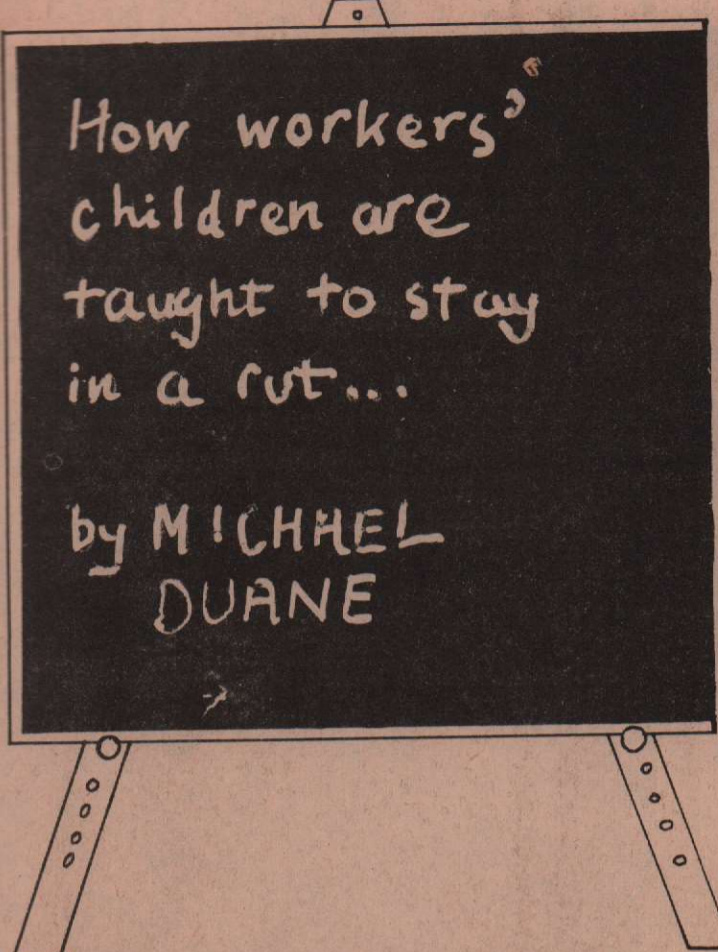 How workers'
children are
taught to stay
in a rut...
by MICHAEL
DUANE